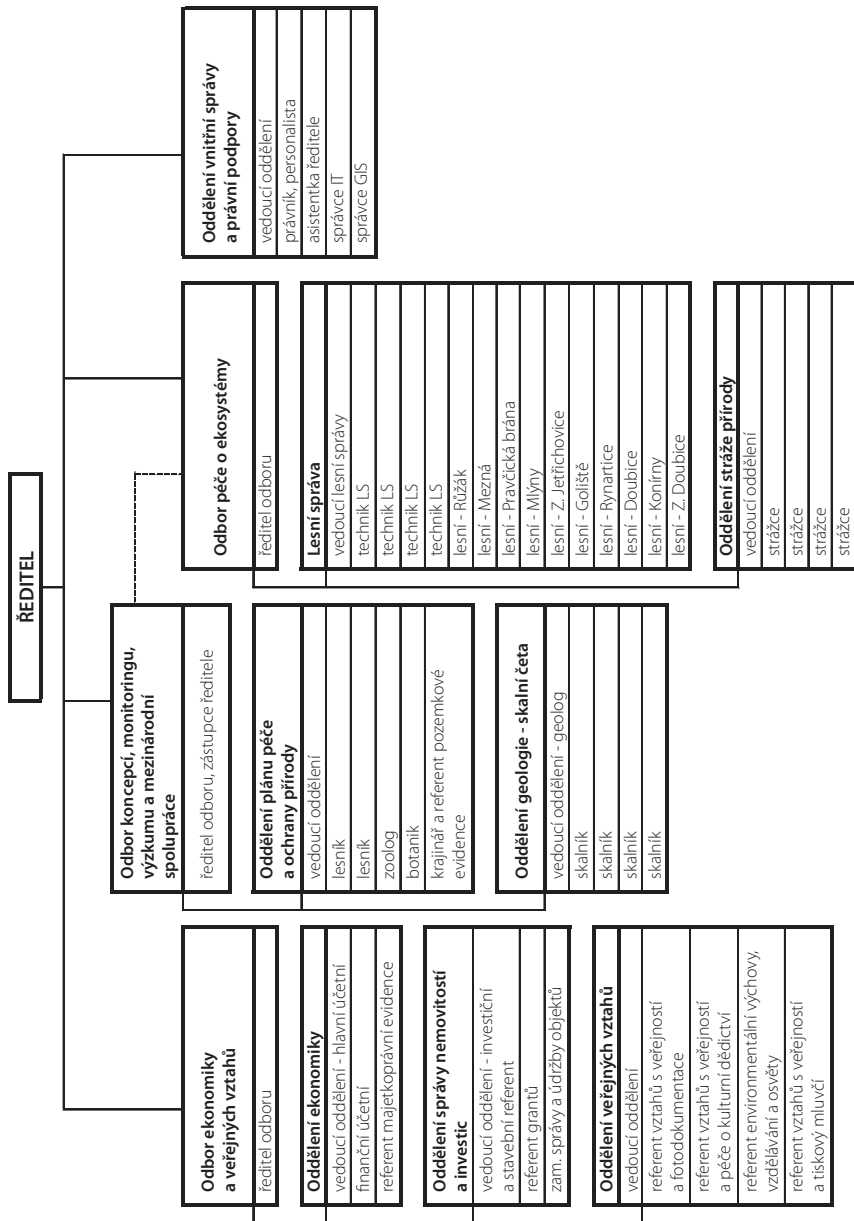 ŘEDITEL
Odbor ekonomiky
a veřejných vztahů
ředitel odboru
Oddělení ekonomiky
vedoucí oddělení - hlavní účetní
finanční účetní
referent majetkoprávní evidence
Oddělení správy nemovitostí
a investic
vedoucí oddělení - investiční
a stavební referent
referent grantů
zam. správy a údržby objektů
Oddělení veřejných vztahů
vedoucí oddělení
referent vztahů s veřejností
a fotodokumentace
referent vztahů s veřejností
a péče o kulturní dědictví
referent environmentální výchovy,
vzdělávání a osvěty
referent vztahů s veřejností
a tiskový mluvčí
Odbor koncepcí, monitoringu,
výzkumu a mezinárodní
spolupráce
ředitel odboru, zástupce ředitele
Oddělení plánu péče
a ochrany přírody
vedoucí oddělení
lesník
lesník
zoolog
botanik
krajinář a referent pozemkové
evidence
Oddělení geologie - skalní četa
vedoucí oddělení - geolog
skalník
skalník
skalník
skalník
Odbor péče o ekosystémy
ředitel odboru
Lesní správa
vedoucí lesní správy
technik LS
technik LS
technik LS
technik LS
lesní - Růžák
lesní - Mezná
lesní - Pravčická brána
lesní - Mlýny
lesní - Z. Jetřichovice
lesní - Goliště
lesní - Rynartice
lesní - Doubice
lesní - Konírny
lesní - Z. Doubice
Oddělení stráže přírody
vedoucí oddělení
strážce
strážce
strážce
strážce
Oddělení vnitřní správy
a právní podpory
vedoucí oddělení
právník, personalista
asistentka ředitele
správce IT
správce GIS